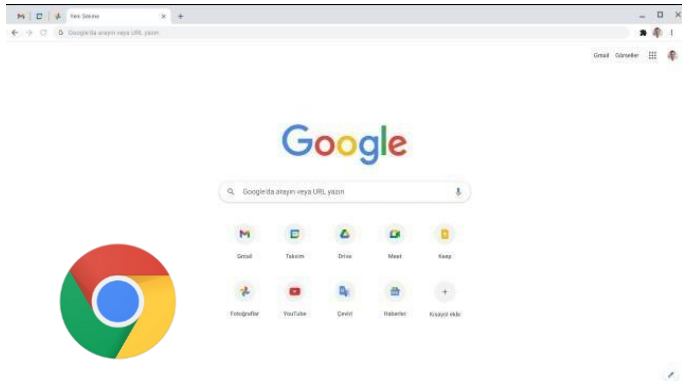 Yeni Sekme
Google'da arayın veya URL yazın
Gmail Görseller
Google
Google'da arayın veya URL yazın
Gmail Takvim Drive Meet Keep
Fotoğraflar YouTube Çeviri Haberler Kısayol ekle